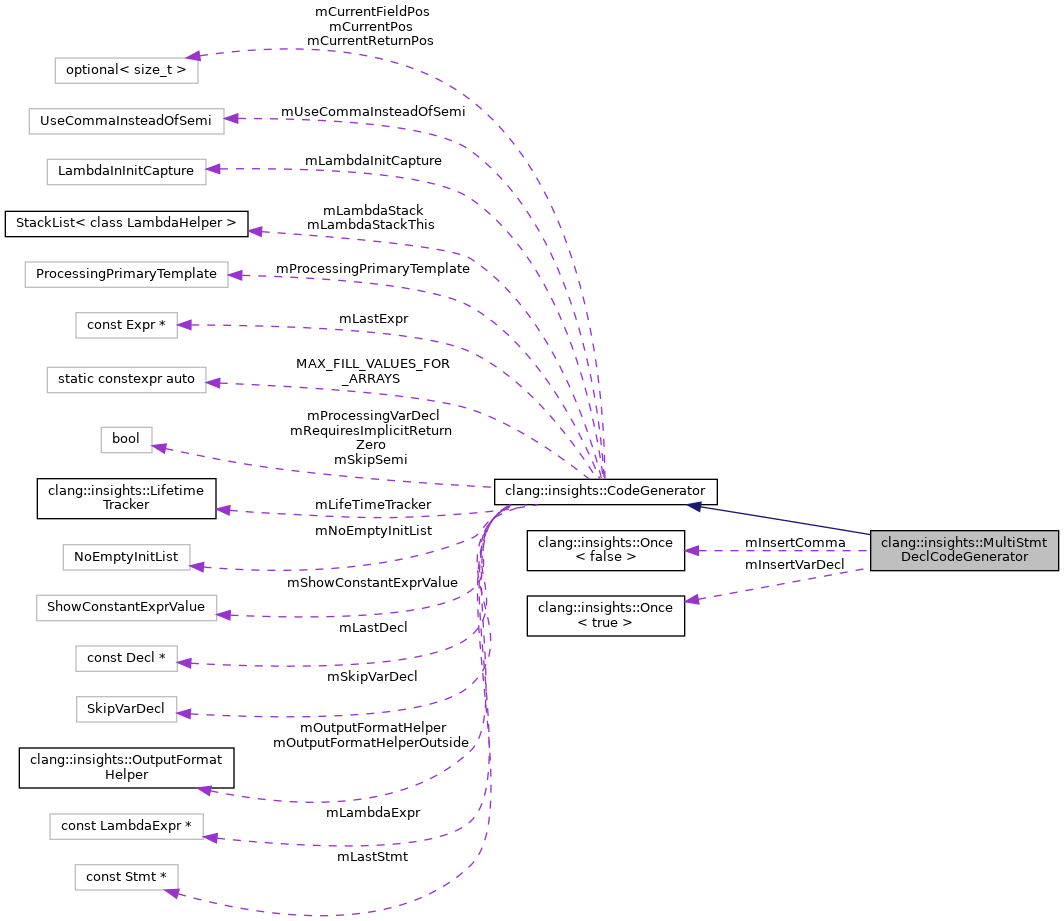 mCurrentFieldPos
mCurrentPos
mCurrentReturnPos
optional< size_t >
mUseCommaInsteadOfSemi
UseCommaInsteadOfSemi
mLambdaInitCapture
LambdaInInitCapture
mLambdaStack
mLambdaStackThis
StackList< class LambdaHelper >
mProcessingPrimaryTemplate
ProcessingPrimaryTemplate
mLastExpr
const Expr *
MAX_FILL_VALUES_FOR
_ARRAYS
static constexpr auto
mProcessingVarDecl
mRequiresImplicitReturn
Zero
mSkipSemi
bool
clang::insights::CodeGenerator
clang::insights::Lifetime
Tracker
mLifeTimeTracker
mNoEmptyInitList
NoEmptyInitList
clang::insights::Once
< false >
mInsertComma
mInsertVarDecl
clang::insights::MultiStmt
DeclCodeGenerator
mShowConstantExprValue
ShowConstantExprValue
clang::insights::Once
< true >
mLastDecl
const Decl *
mSkipVarDecl
SkipVarDecl
mOutputFormatHelper
mOutputFormatHelperOutside
clang::insights::OutputFormat
Helper
mLambdaExpr
const LambdaExpr *
mLastStmt
const Stmt *